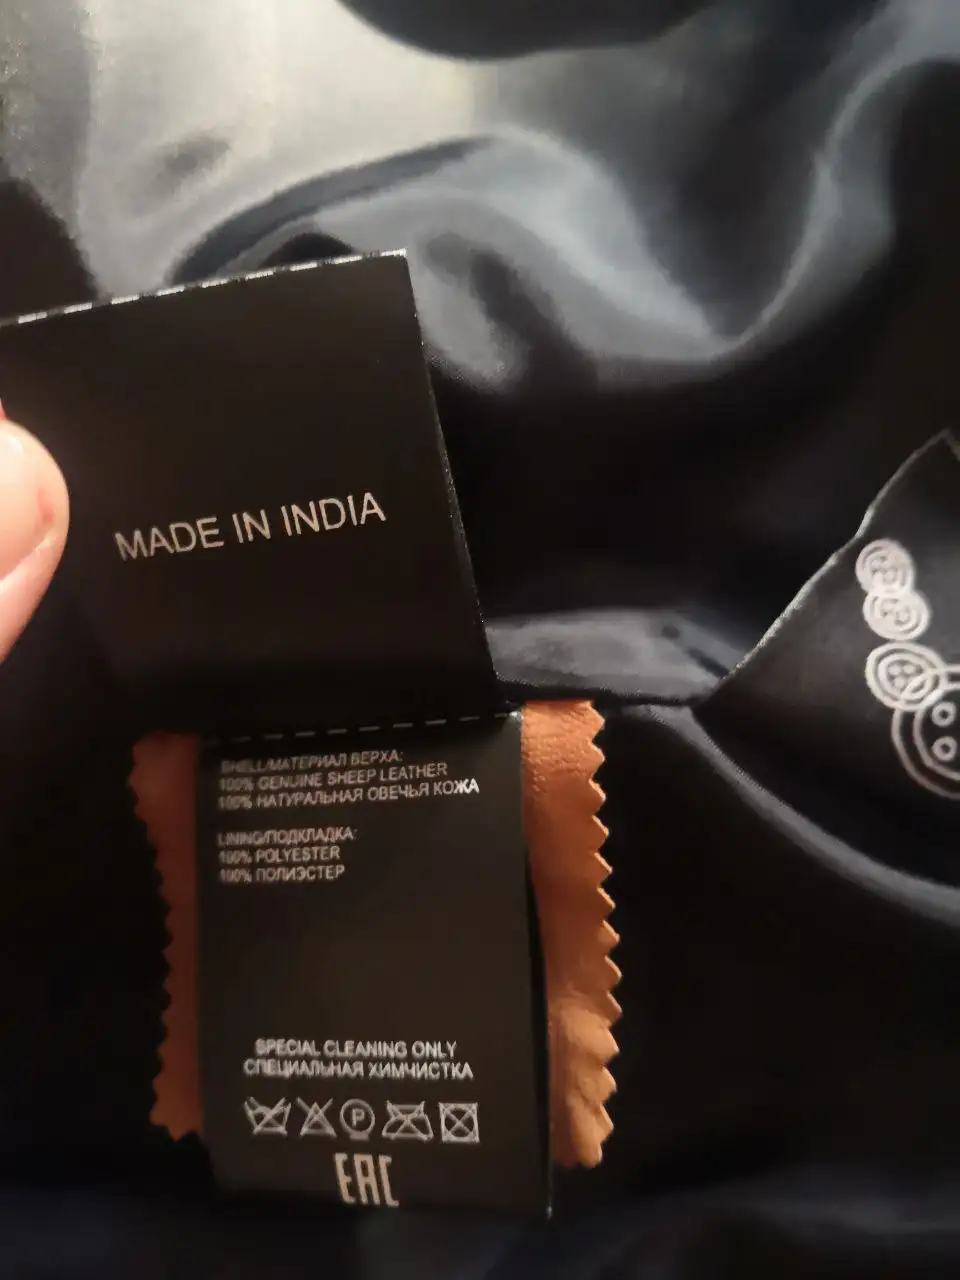 MADE IN INDIA
SHELL/МАТЕРИАЛ ВЕРХА:
100% GENUINE SHEEP LEATHER
100% НАТУРАЛЬНАЯ ОВЕЧЬЯ КОЖА
LINING/ПОДКЛАДКА:
100% POLYESTER
100% ПОЛИЭСТЕР
SPECIAL CLEANING ONLY
СПЕЦИАЛЬНАЯ ХИМЧИСТКА
P
EAC